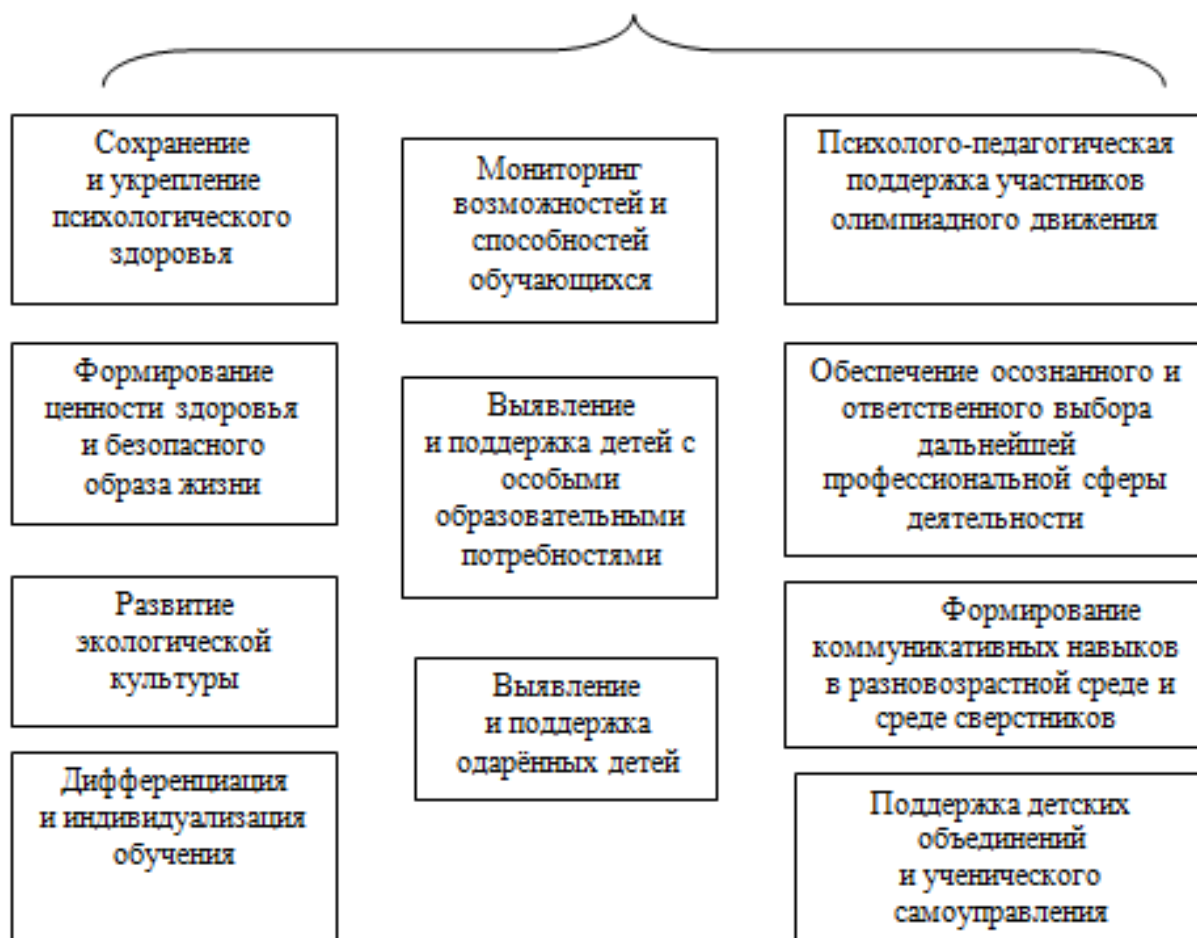 Сохранение
и укрепление
психологического
здоровья
Формирование
ценности здоровья
и безопасного
образа жизни
Развитие
экологической
культуры
Дифференциация
и индивидуализация
обучения
Мониторинг
возможностей и
способностей
обучающихся
Выявление
и поддержка детей с
особыми
образовательными
потребностями
Выявление
и поддержка
одарённых детей
Психолого-педагогическая
поддержка участников
олимпиадного движения
Обеспечение осознанного и
ответственного выбора
дальнейшей
профессиональной сферы
деятельности
Формирование
коммуникативных навыков
в разновозрастной среде и
среде сверстников
Поддержка детских
объединений
и ученического
самоуправления